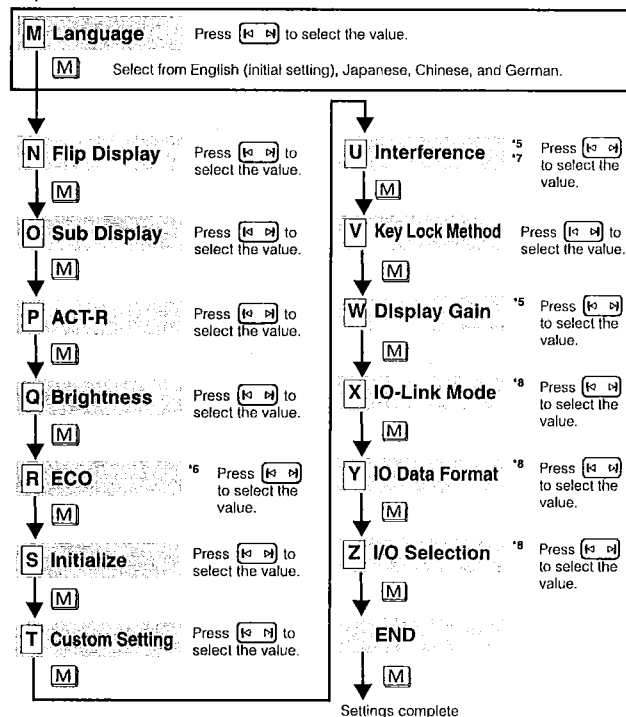 M Language Press [◁ ▷] to select the value.
M Select from English (initial setting), Japanese, Chinese, and German.
N Flip Display Press [◁ ▷] to
select the value.
M
O Sub Display Press [◁ ▷] to
select the value.
M
P ACT-R Press [◁ ▷] to
select the value.
M
Q Brightness Press [◁ ▷] to
select the value.
M
R ECO *6 Press [◁ ▷]
to select the
value.
M
S Initialize Press [◁ ▷] to
select the value.
M
T Custom Setting Press [◁ ▷] to
select the value.
M
U Interference *5 *7 Press [◁ ▷]
to select the
value.
M
V Key Lock Method Press [◁ ▷] to
select the value.
M
W Display Gain *5 Press [◁ ▷]
to select the
value.
M
X IO-Link Mode *8 Press [◁ ▷]
to select the
value.
M
Y IO Data Format *8 Press [◁ ▷]
to select the
value.
M
Z I/O Selection *8 Press [◁ ▷]
to select the
value.
M
END
M
Settings complete